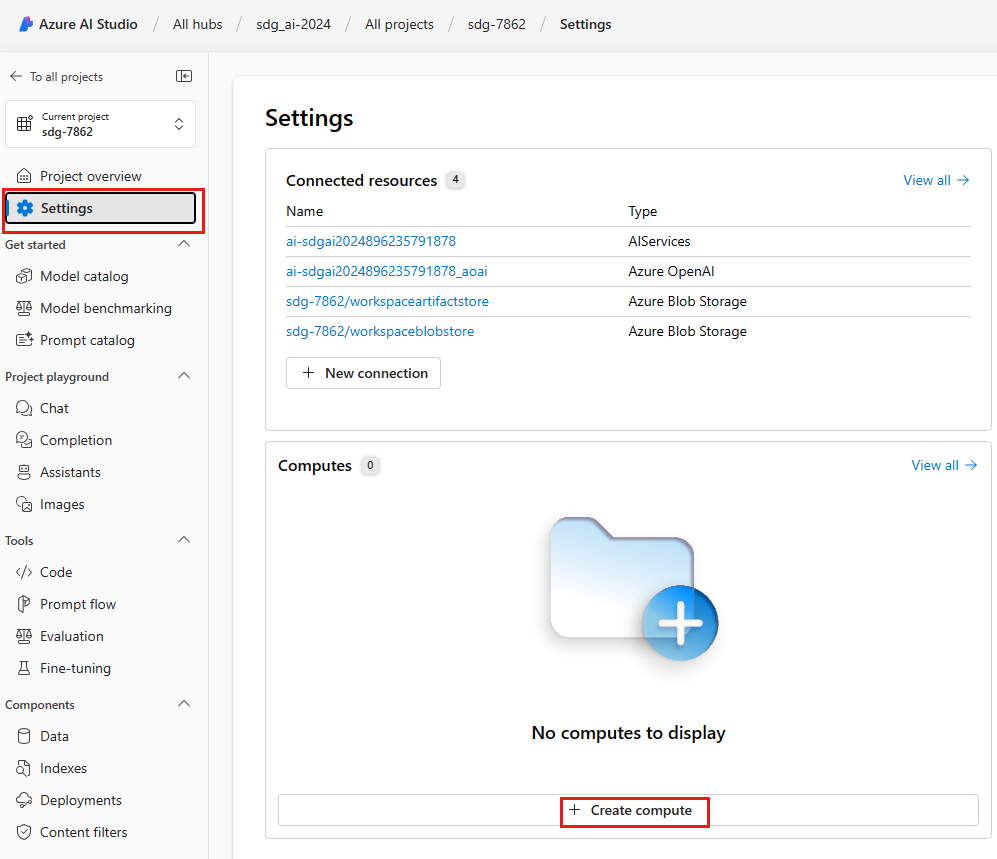 Azure AI Studio / All hubs / sdg_ai-2024 / All projects / sdg-7862 / Settings
To all projects
Current project
sdg-7862
Project overview
Settings
Get started
Model catalog
Model benchmarking
Prompt catalog
Project playground
Chat
Completion
Assistants
Images
Tools
Code
Prompt flow
Evaluation
Fine-tuning
Components
Data
Indexes
Deployments
Content filters
Settings
Connected resources 4 View all
Name Type
ai-sdgai2024896235791878 AIServices
ai-sdgai2024896235791878_aoai Azure OpenAI
sdg-7862/workspaceartifactstore Azure Blob Storage
sdg-7862/workspaceblobstore Azure Blob Storage
+ New connection
Computes 0 View all
No computes to display
+ Create compute